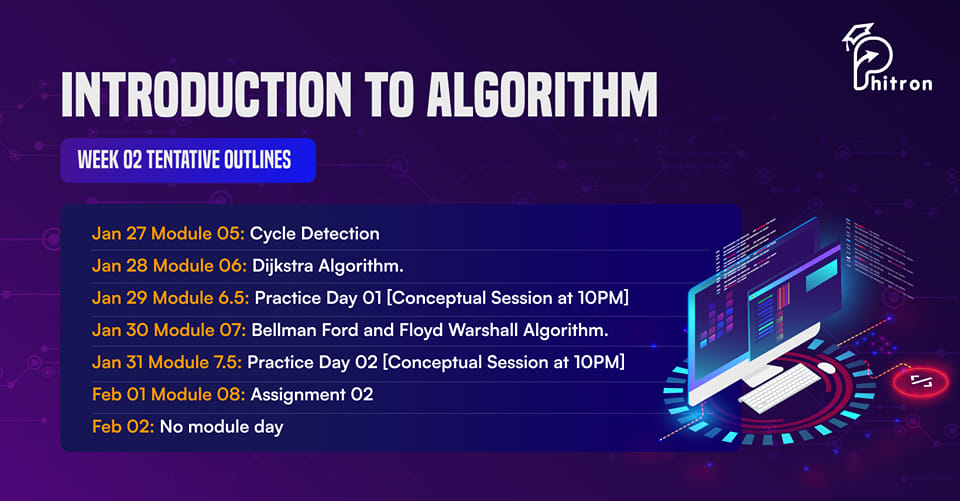 Phitron
INTRODUCTION TO ALGORITHM
WEEK 02 TENTATIVE OUTLINES
Jan 27 Module 05: Cycle Detection
Jan 28 Module 06: Dijkstra Algorithm.
Jan 29 Module 6.5: Practice Day 01 [Conceptual Session at 10PM]
Jan 30 Module 07: Bellman Ford and Floyd Warshall Algorithm.
Jan 31 Module 7.5: Practice Day 02 [Conceptual Session at 10PM]
Feb 01 Module 08: Assignment 02
Feb 02: No module day